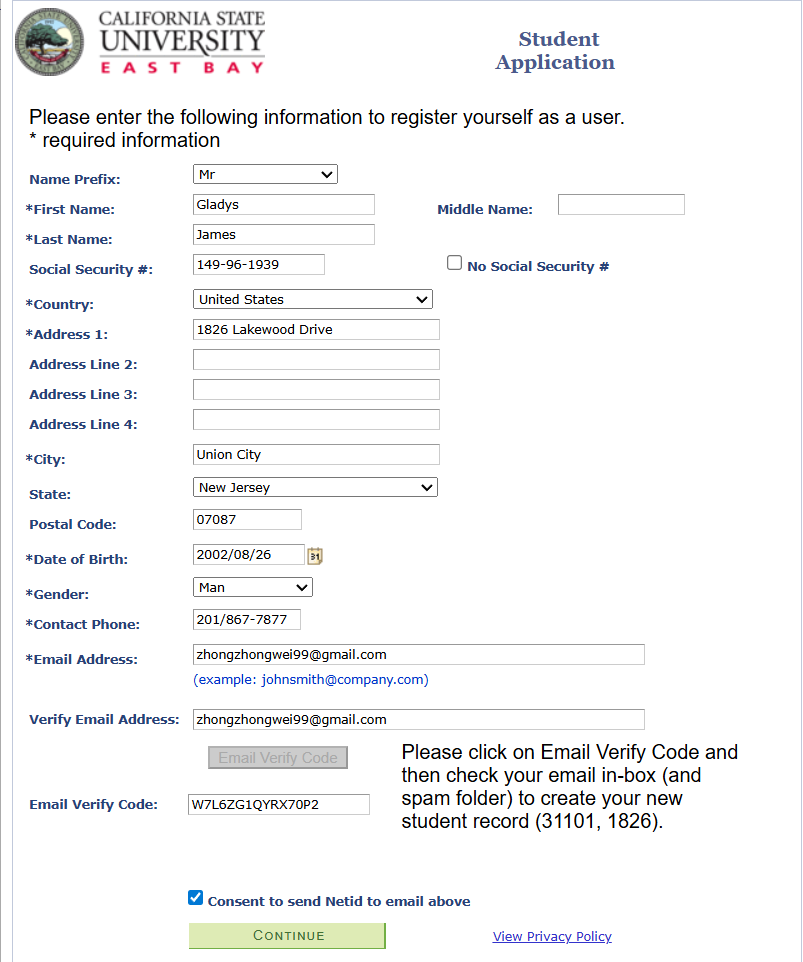 CALIFORNIA STATE
UNIVERSITY
EAST BAY
Student
Application
Please enter the following information to register yourself as a user.
* required information
Name Prefix: Mr
*First Name: Gladys Middle Name:
*Last Name: James
Social Security #: 149-96-1939 No Social Security #
*Country: United States
*Address 1: 1826 Lakewood Drive
Address Line 2:
Address Line 3:
Address Line 4:
*City: Union City
State: New Jersey
Postal Code: 07087
*Date of Birth: 2002/08/26 31
*Gender: Man
*Contact Phone: 201/867-7877
*Email Address: zhongzhongwei99@gmail.com
(example: johnsmith@company.com)
Verify Email Address: zhongzhongwei99@gmail.com
Email Verify Code
Please click on Email Verify Code and
then check your email in-box (and
spam folder) to create your new
student record (31101, 1826).
Email Verify Code: W7L6ZG1QYRX70P2
Consent to send Netid to email above
CONTINUE View Privacy Policy